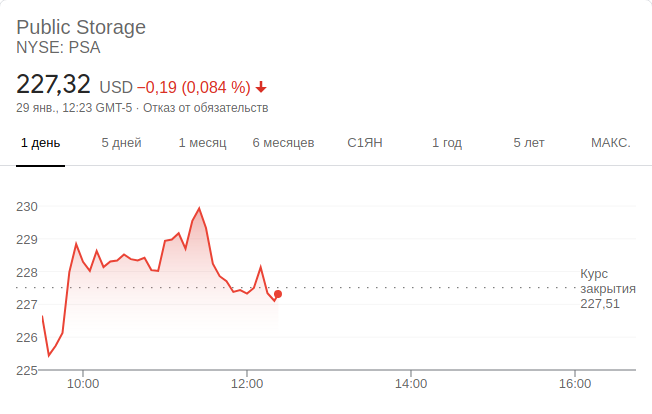 Public Storage
NYSE: PSA
227,32 USD −0,19 (0,084 %)
29 янв., 12:23 GMT-5 · Отказ от обязательств
1 день 5 дней 1 месяц 6 месяцев С1ЯН 1 год 5 лет МАКС.
230
229
228
227
226
225
Курс
закрытия
227,51
10:00 12:00 14:00 16:00